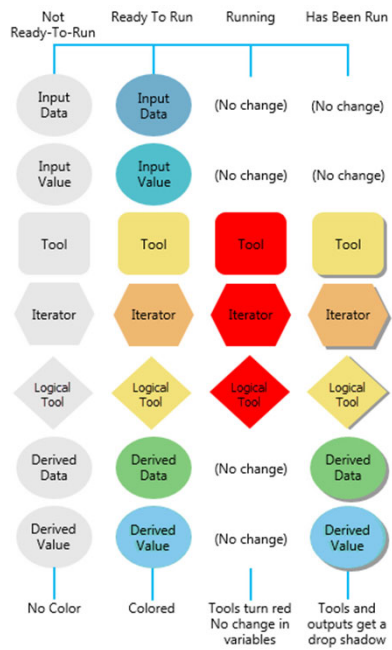 Not
Ready-To-Run
Ready To Run
Running
Has Been Run
Input
Data
Input
Data
(No change)
(No change)
Input
Value
Input
Value
(No change)
(No change)
Tool
Tool
Tool
Tool
Iterator
Iterator
Iterator
Iterator
Logical
Tool
Logical
Tool
Logical
Tool
Logical
Tool
Derived
Data
Derived
Data
(No change)
Derived
Data
Derived
Value
Derived
Value
(No change)
Derived
Value
No Color
Colored
Tools turn red
No change in
variables
Tools and
outputs get a
drop shadow